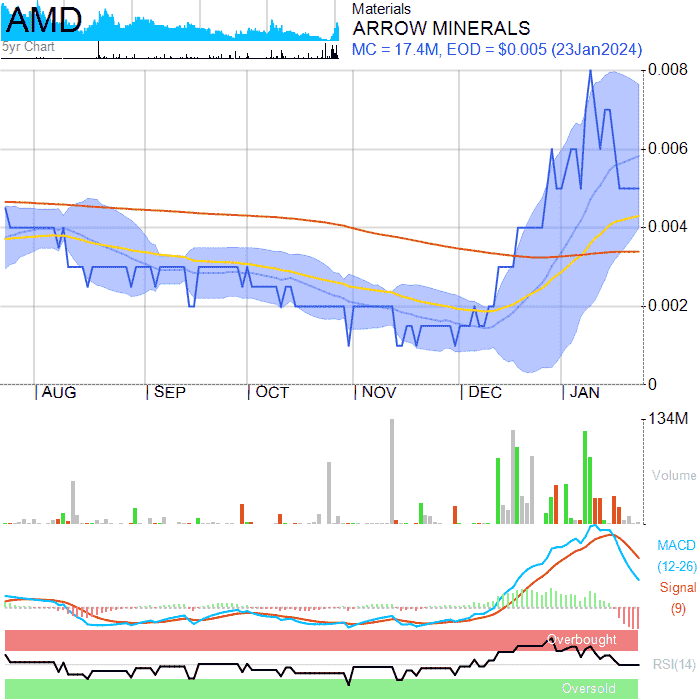 AMD
5yr Chart
Materials
ARROW MINERALS
MC = 17.4M, EOD = $0.005 (23Jan2024)
0.008
0.006
0.004
0.002
0
AUG SEP OCT NOV DEC JAN
134M
Volume
MACD
(12-26)
Signal
(9)
Overbought
RSI(14)
Oversold